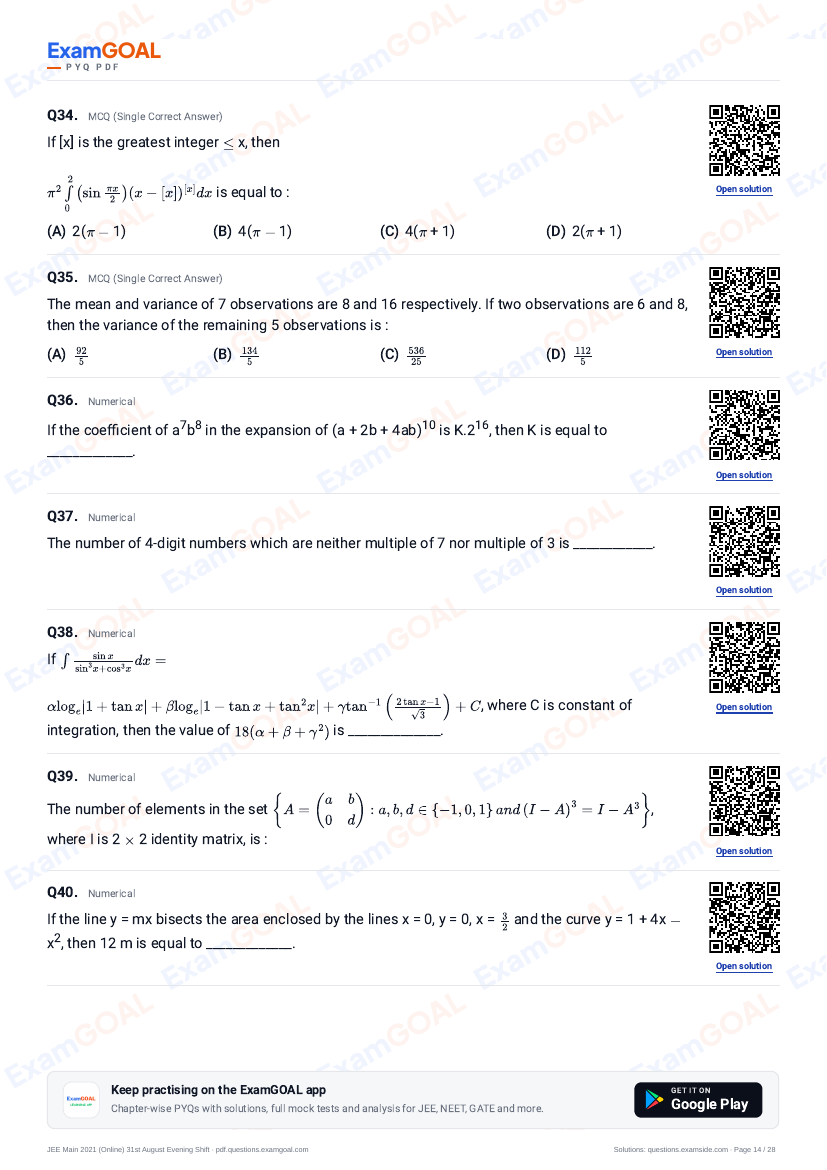 ExamGOAL
PYQ PDF
Q34. MCQ (Single Correct Answer)
If [x] is the greatest integer ≤ x, then
π² ∫₀² (sin πx/2)(x − [x])^[x] dx is equal to :
(A) 2(π − 1) (B) 4(π − 1) (C) 4(π + 1) (D) 2(π + 1)
Open solution
Q35. MCQ (Single Correct Answer)
The mean and variance of 7 observations are 8 and 16 respectively. If two observations are 6 and 8,
then the variance of the remaining 5 observations is :
(A) 92/5 (B) 134/5 (C) 536/25 (D) 112/5
Open solution
Q36. Numerical
If the coefficient of a⁷b⁸ in the expansion of (a + 2b + 4ab)¹⁰ is K.2¹⁶, then K is equal to
_____________.
Open solution
Q37. Numerical
The number of 4-digit numbers which are neither multiple of 7 nor multiple of 3 is ____________.
Open solution
Q38. Numerical
If ∫ sin x/(sin³x+cos³x) dx =
αlogₑ|1 + tan x| + βlogₑ|1 − tan x + tan²x| + γtan⁻¹((2 tan x−1)/√3) + C, where C is constant of
integration, then the value of 18(α + β + γ²) is ______________.
Open solution
Q39. Numerical
The number of elements in the set {A = (a b; 0 d) : a, b, d ∈ {−1, 0, 1} and (I − A)³ = I − A³},
where I is 2 × 2 identity matrix, is :
Open solution
Q40. Numerical
If the line y = mx bisects the area enclosed by the lines x = 0, y = 0, x = 3/2 and the curve y = 1 + 4x −
x², then 12 m is equal to _____________.
Open solution
ExamGOAL
Keep practising on the ExamGOAL app
Chapter-wise PYQs with solutions, full mock tests and analysis for JEE, NEET, GATE and more.
GET IT ON
Google Play
JEE Main 2021 (Online) 31st August Evening Shift · pdf.questions.examgoal.com
Solutions: questions.examside.com · Page 14 / 28